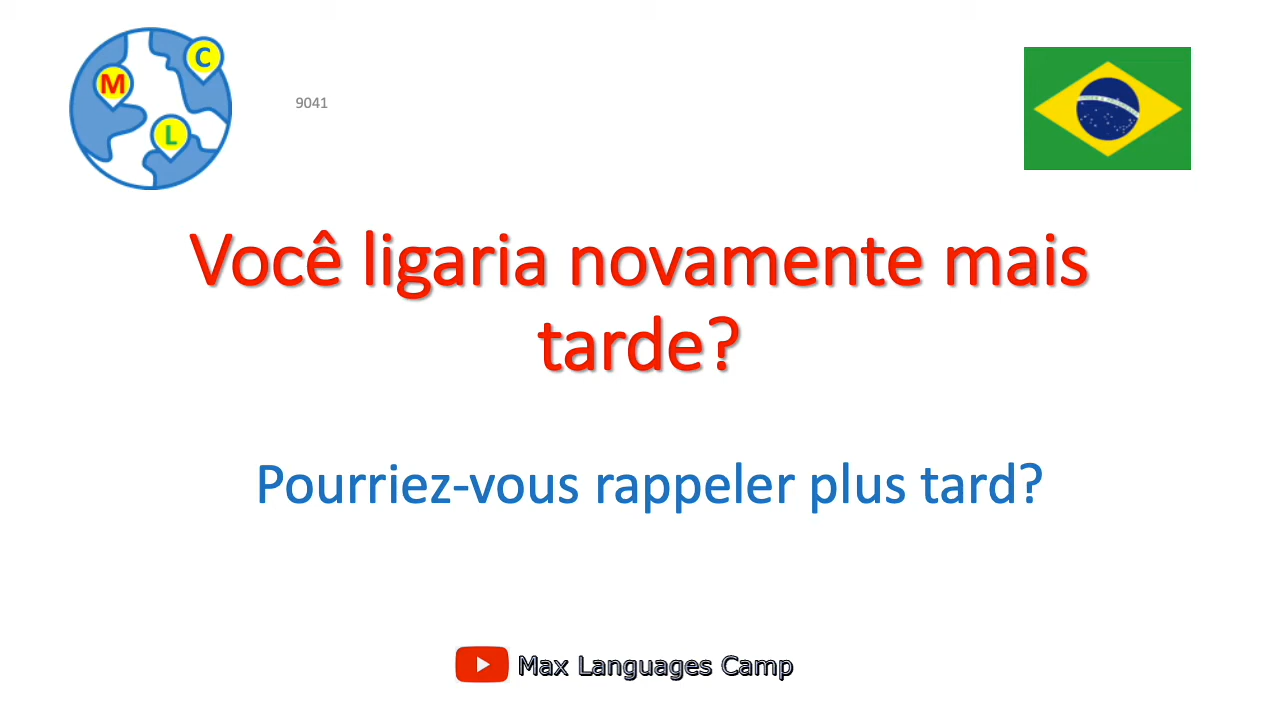 C
M
9041
L
Você ligaria novamente mais
tarde?
Pourriez-vous rappeler plus tard?
Max Languages Camp